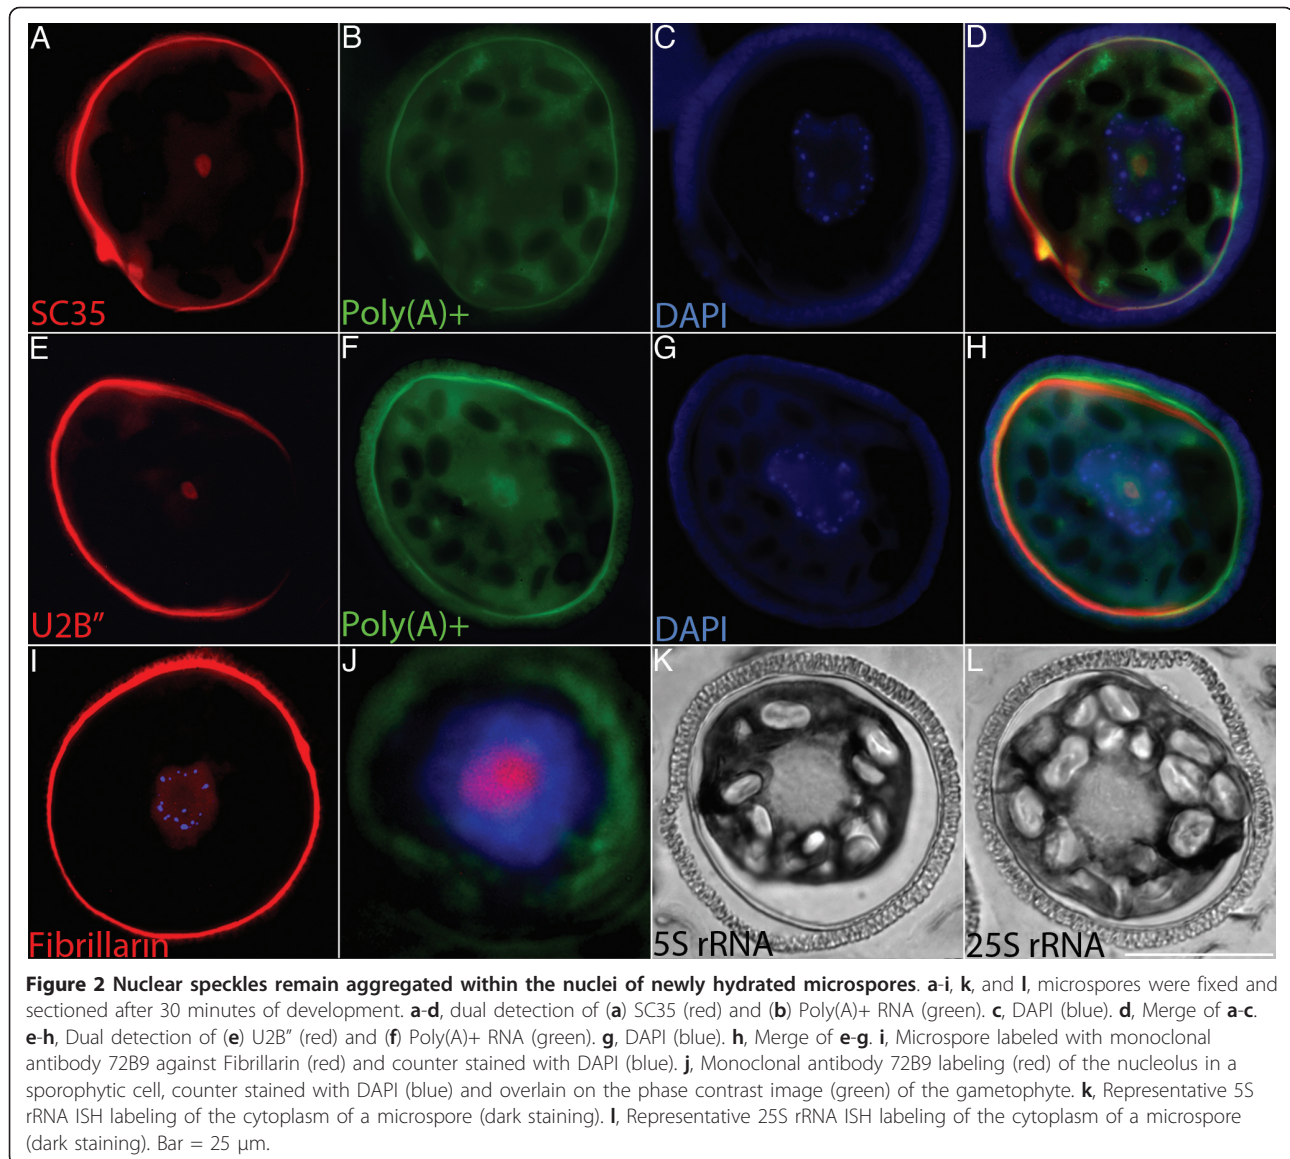 A B C D
SC35 Poly(A)+ DAPI
E F G H
U2B” Poly(A)+ DAPI
I J K L
Fibrillarin 5S rRNA 25S rRNA
Figure 2 Nuclear speckles remain aggregated within the nuclei of newly hydrated microspores. a-i, k, and l, microspores were fixed and
sectioned after 30 minutes of development. a-d, dual detection of (a) SC35 (red) and (b) Poly(A)+ RNA (green). c, DAPI (blue). d, Merge of a-c.
e-h, Dual detection of (e) U2B” (red) and (f) Poly(A)+ RNA (green). g, DAPI (blue). h, Merge of e-g. i, Microspore labeled with monoclonal
antibody 72B9 against Fibrillarin (red) and counter stained with DAPI (blue). j, Monoclonal antibody 72B9 labeling (red) of the nucleolus in a
sporophytic cell, counter stained with DAPI (blue) and overlain on the phase contrast image (green) of the gametophyte. k, Representative 5S
rRNA ISH labeling of the cytoplasm of a microspore (dark staining). l, Representative 25S rRNA ISH labeling of the cytoplasm of a microspore
(dark staining). Bar = 25 μm.